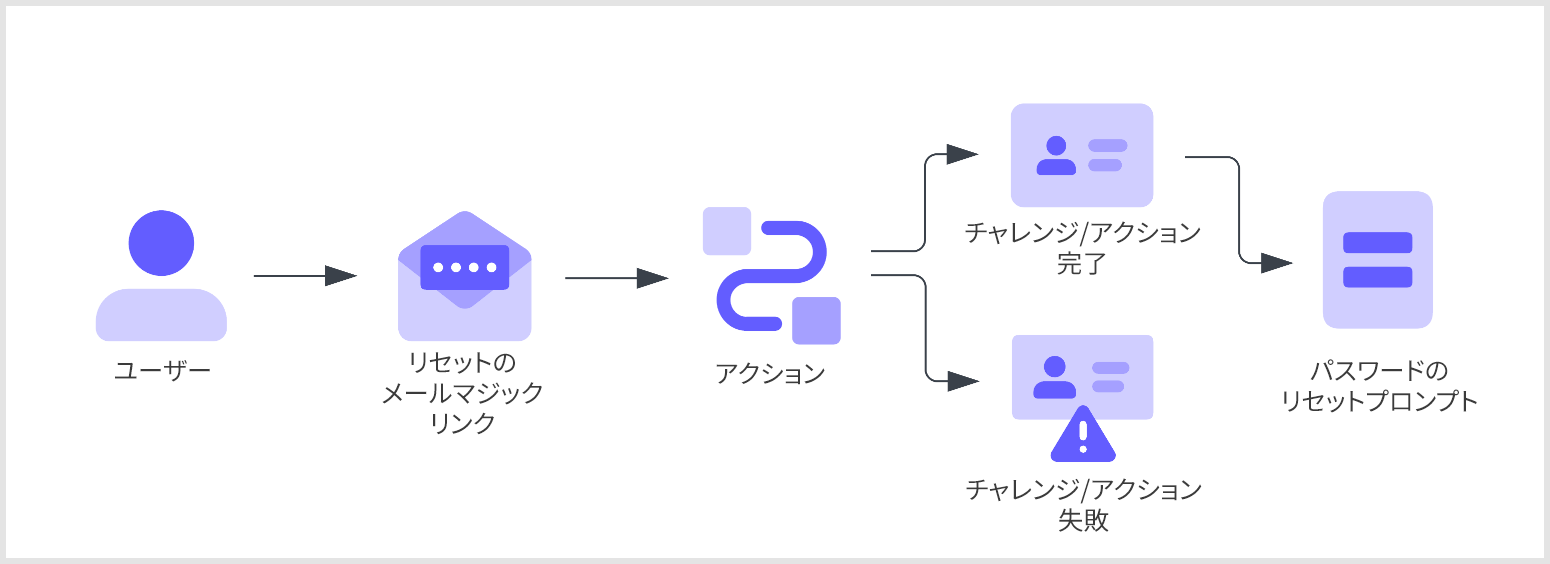 ユーザー
リセットの
メールマジック
リンク
アクション
チャレンジ/アクション
完了
チャレンジ/アクション
失敗
パスワードの
リセットプロンプト